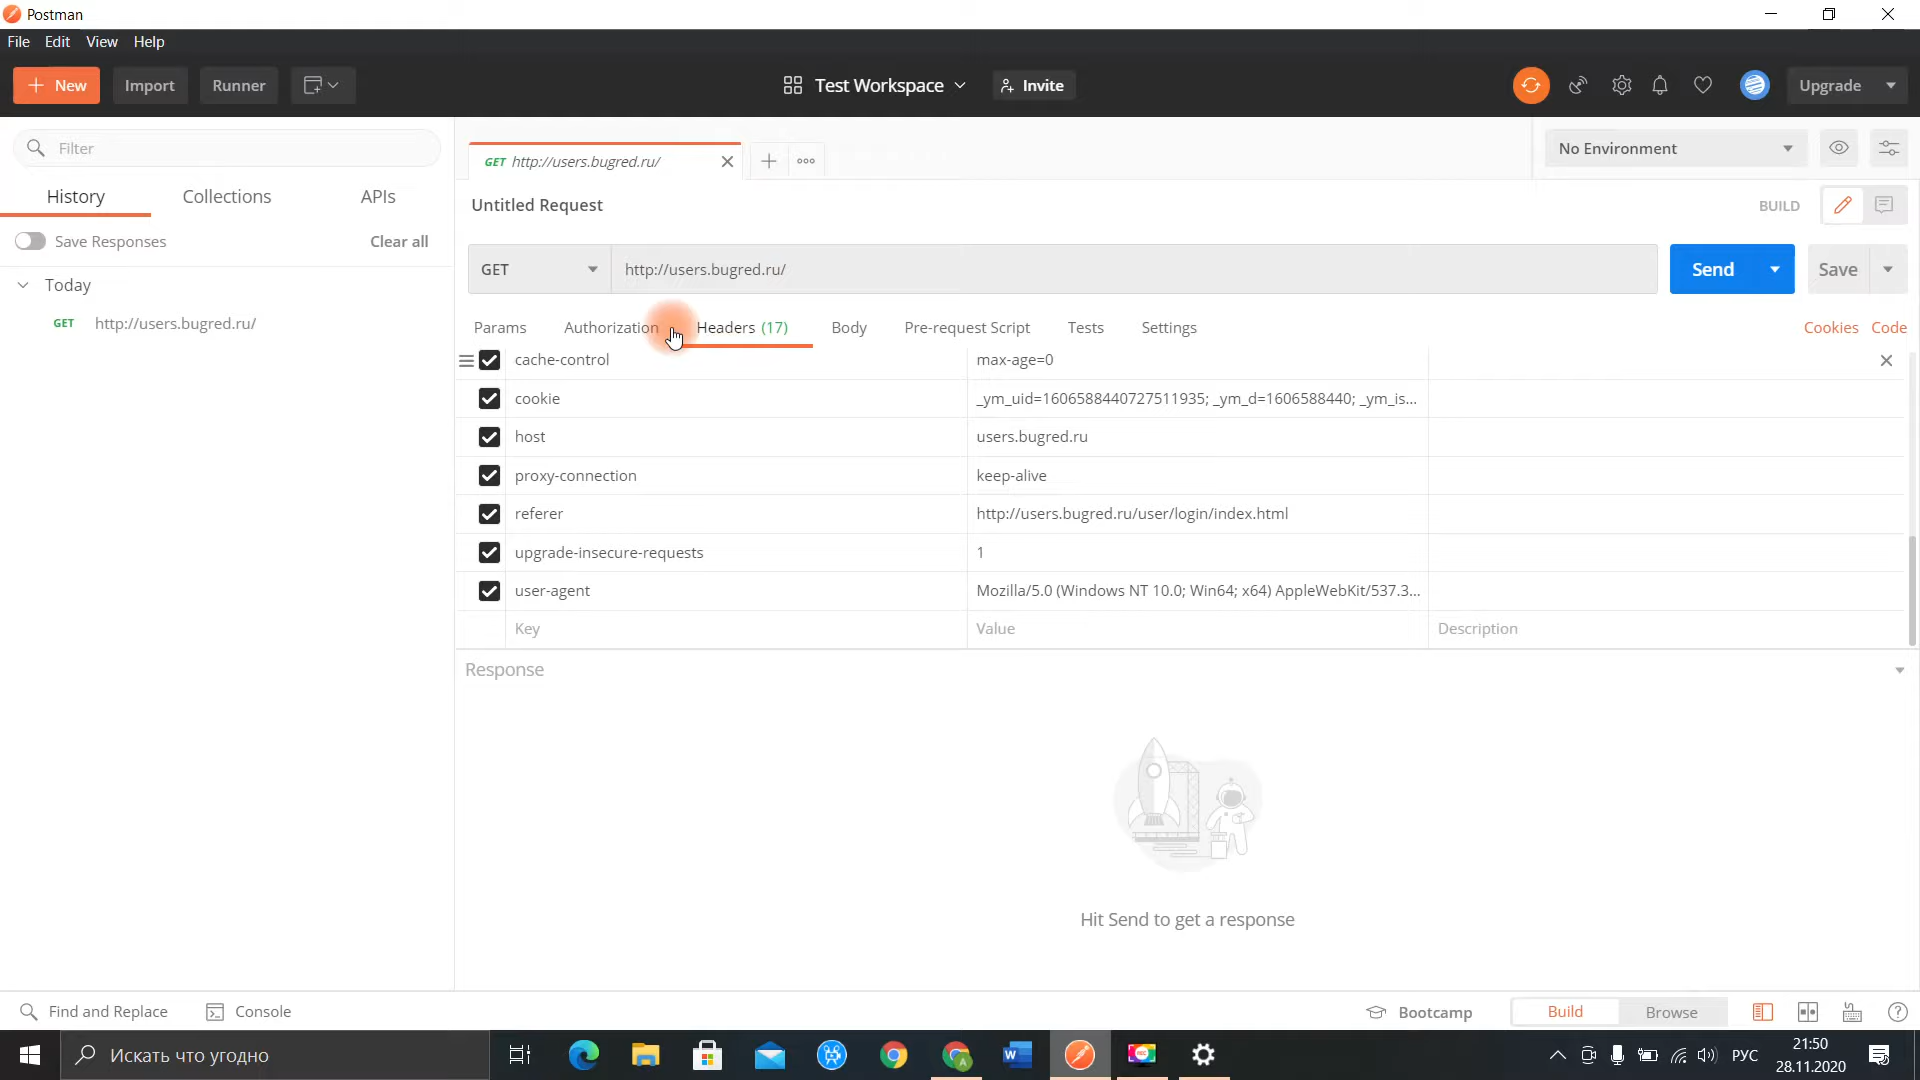 Postman
File Edit View Help
New Import Runner Test Workspace Invite Upgrade
Filter
GET http://users.bugred.ru/
No Environment
History Collections APIs
Untitled Request
BUILD
Save Responses Clear all
GET http://users.bugred.ru/ Send Save
Today
GET http://users.bugred.ru/
Params Authorization Headers (17) Body Pre-request Script Tests Settings Cookies Code
cache-control max-age=0
cookie _ym_uid=1606588440727511935; _ym_d=1606588440; _ym_is...
host users.bugred.ru
proxy-connection keep-alive
referer http://users.bugred.ru/user/login/index.html
upgrade-insecure-requests 1
user-agent Mozilla/5.0 (Windows NT 10.0; Win64; x64) AppleWebKit/537.3...
Key Value Description
Response
Hit Send to get a response
Find and Replace Console Bootcamp Build Browse
Искать что угодно
РУС
21:50
28.11.2020